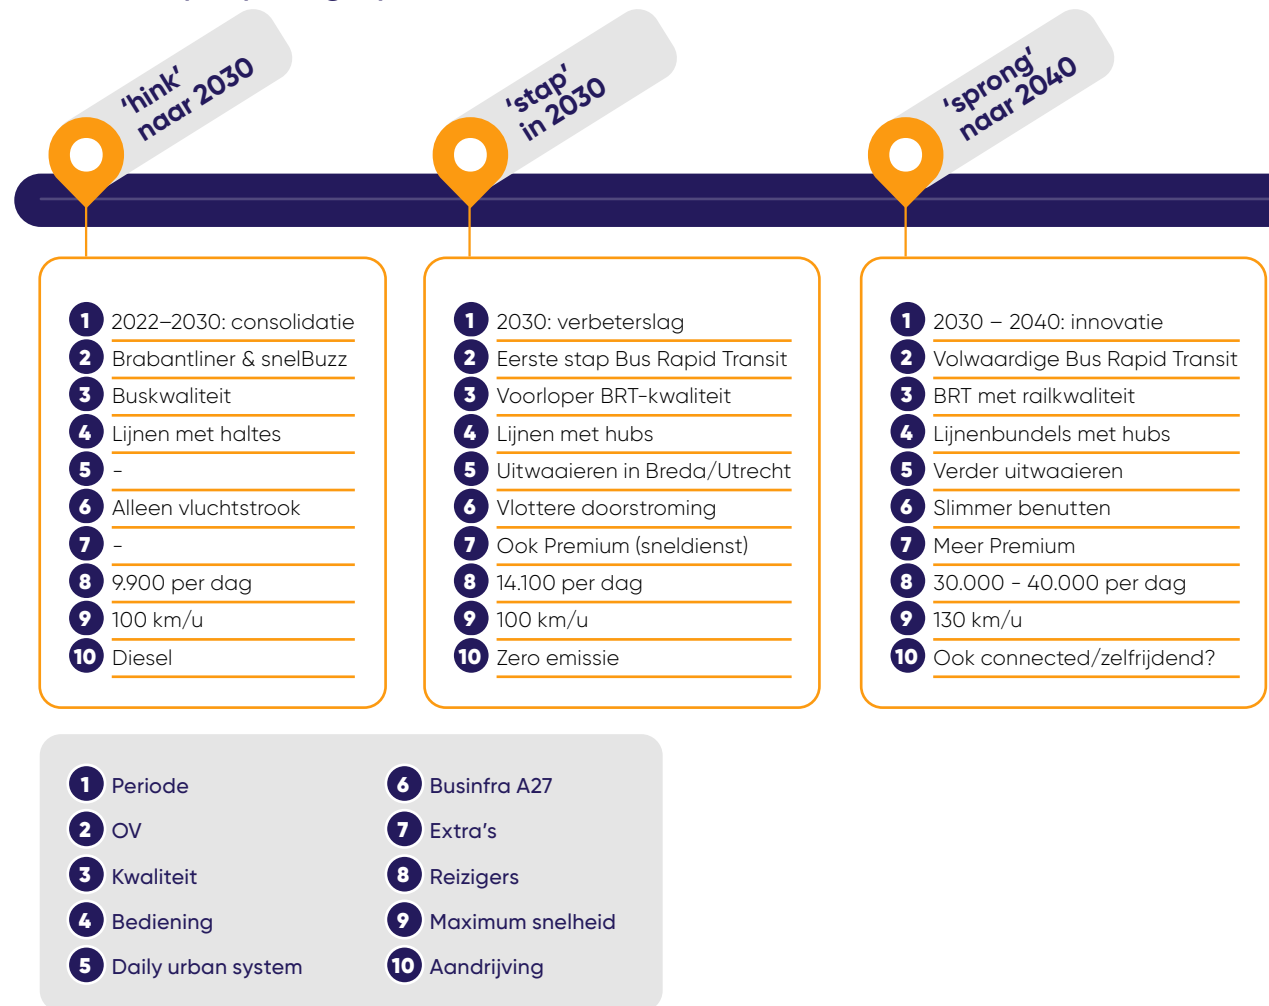 'hink'
naar 2030
'stap'
in 2030
'sprong'
naar 2040
1 2022–2030: consolidatie
2 Brabantliner & snelBuzz
3 Buskwaliteit
4 Lijnen met haltes
5 -
6 Alleen vluchtstrook
7 -
8 9.900 per dag
9 100 km/u
10 Diesel
1 2030: verbeterslag
2 Eerste stap Bus Rapid Transit
3 Voorloper BRT-kwaliteit
4 Lijnen met hubs
5 Uitwaaieren in Breda/Utrecht
6 Vlottere doorstroming
7 Ook Premium (sneldienst)
8 14.100 per dag
9 100 km/u
10 Zero emissie
1 2030 – 2040: innovatie
2 Volwaardige Bus Rapid Transit
3 BRT met railkwaliteit
4 Lijnenbundels met hubs
5 Verder uitwaaieren
6 Slimmer benutten
7 Meer Premium
8 30.000 - 40.000 per dag
9 130 km/u
10 Ook connected/zelfrijdend?
1 Periode
2 OV
3 Kwaliteit
4 Bediening
5 Daily urban system
6 Businfra A27
7 Extra's
8 Reizigers
9 Maximum snelheid
10 Aandrijving